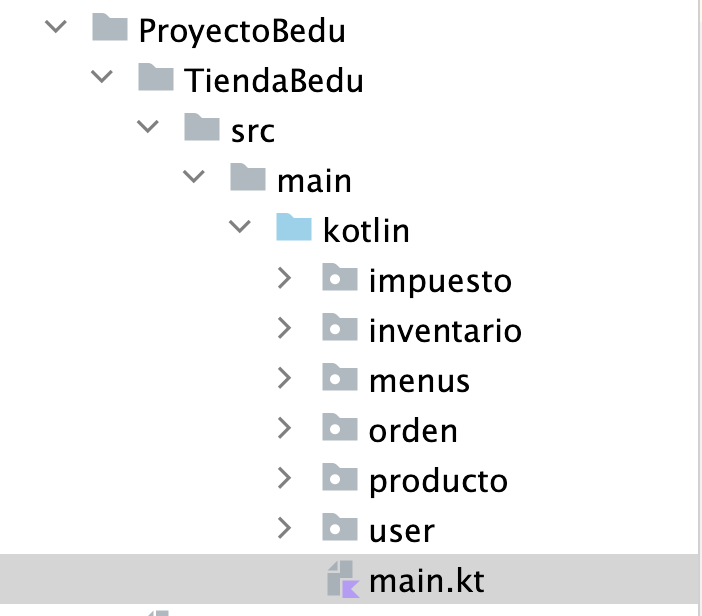 ProyectoBedu
TiendaBedu
src
main
kotlin
impuesto
inventario
menus
orden
producto
user
main.kt